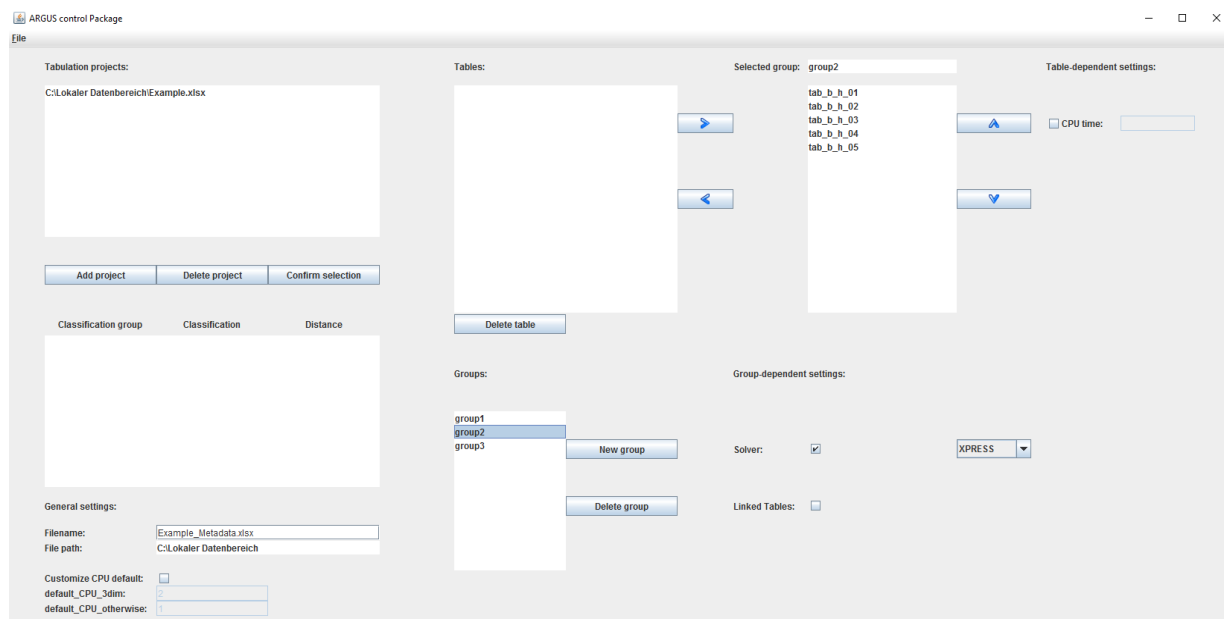 ARGUS control Package
File
Tabulation projects:
C:\Lokaler Datenbereich\Example.xlsx
Add project
Delete project
Confirm selection
Classification group
Classification
Distance
General settings:
Filename:
Example_Metadata.xlsx
File path:
C:\Lokaler Datenbereich
Customize CPU default:
default_CPU_3dim:
2
default_CPU_otherwise:
1
Tables:
Delete table
Groups:
group1
group2
group3
New group
Delete group
Selected group:
group2
tab_b_h_01
tab_b_h_02
tab_b_h_03
tab_b_h_04
tab_b_h_05
Group-dependent settings:
Solver:
XPRESS
Linked Tables:
Table-dependent settings:
CPU time: